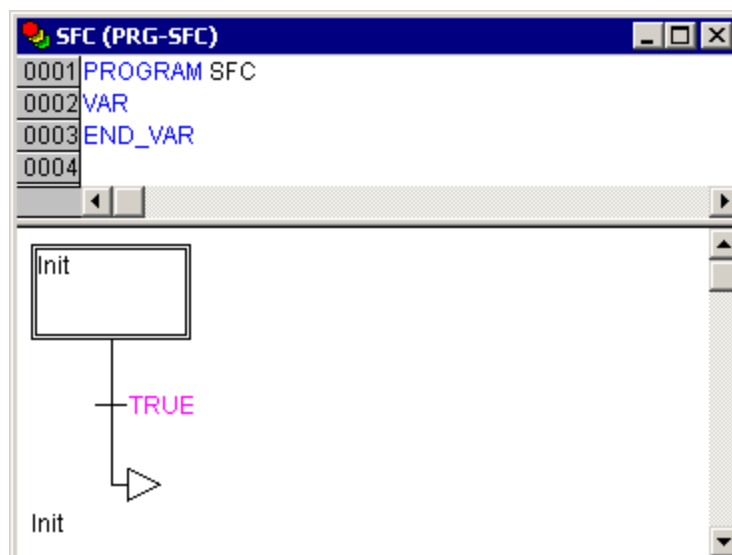 SFC (PRG-SFC)
0001 PROGRAM SFC
0002 VAR
0003 END_VAR
0004
Init
TRUE
Init